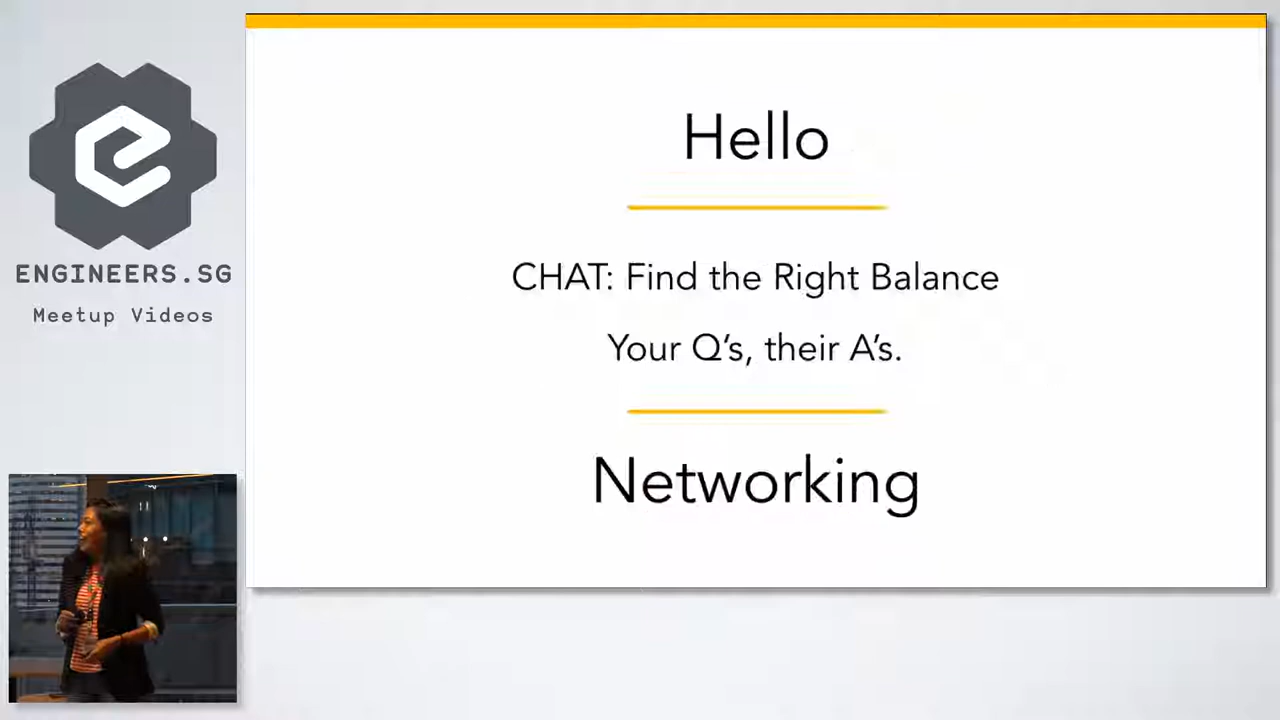 ENGINEERS.SG
Meetup Videos
Hello
CHAT: Find the Right Balance
Your Q’s, their A’s.
Networking